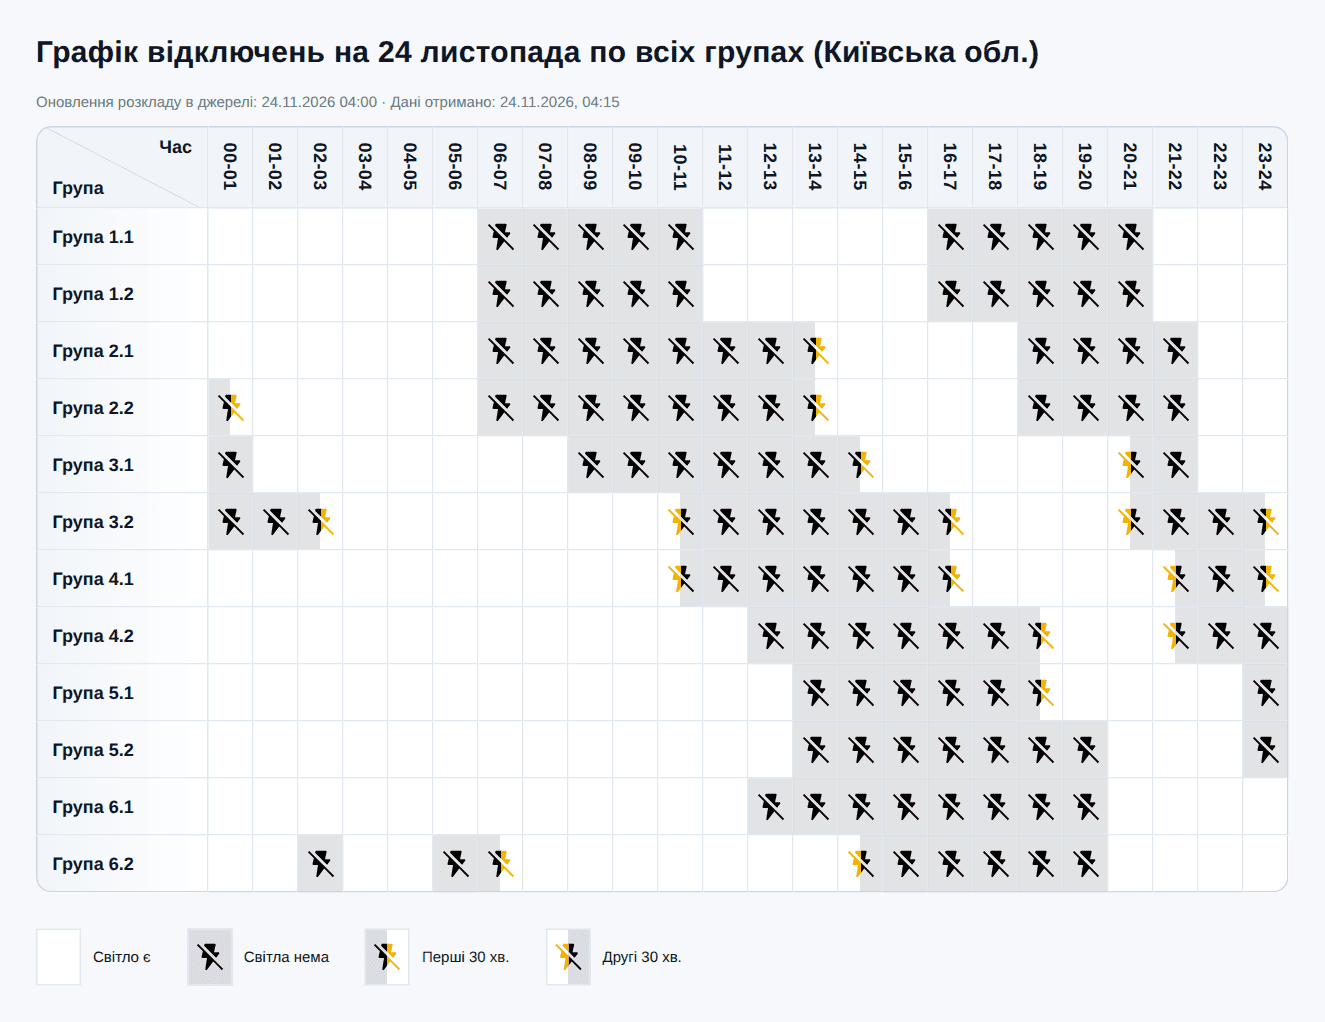 Графік відключень на 24 листопада по всіх групах (Київська обл.)
Оновлення розкладу в джерелі: 24.11.2026 04:00 · Дані отримано: 24.11.2026, 04:15
Час
Група
00-01 01-02 02-03 03-04 04-05 05-06 06-07 07-08 08-09 09-10 10-11 11-12 12-13 13-14 14-15 15-16 16-17 17-18 18-19 19-20 20-21 21-22 22-23 23-24
Група 1.1
Група 1.2
Група 2.1
Група 2.2
Група 3.1
Група 3.2
Група 4.1
Група 4.2
Група 5.1
Група 5.2
Група 6.1
Група 6.2
Світло є
Світла нема
Перші 30 хв.
Другі 30 хв.